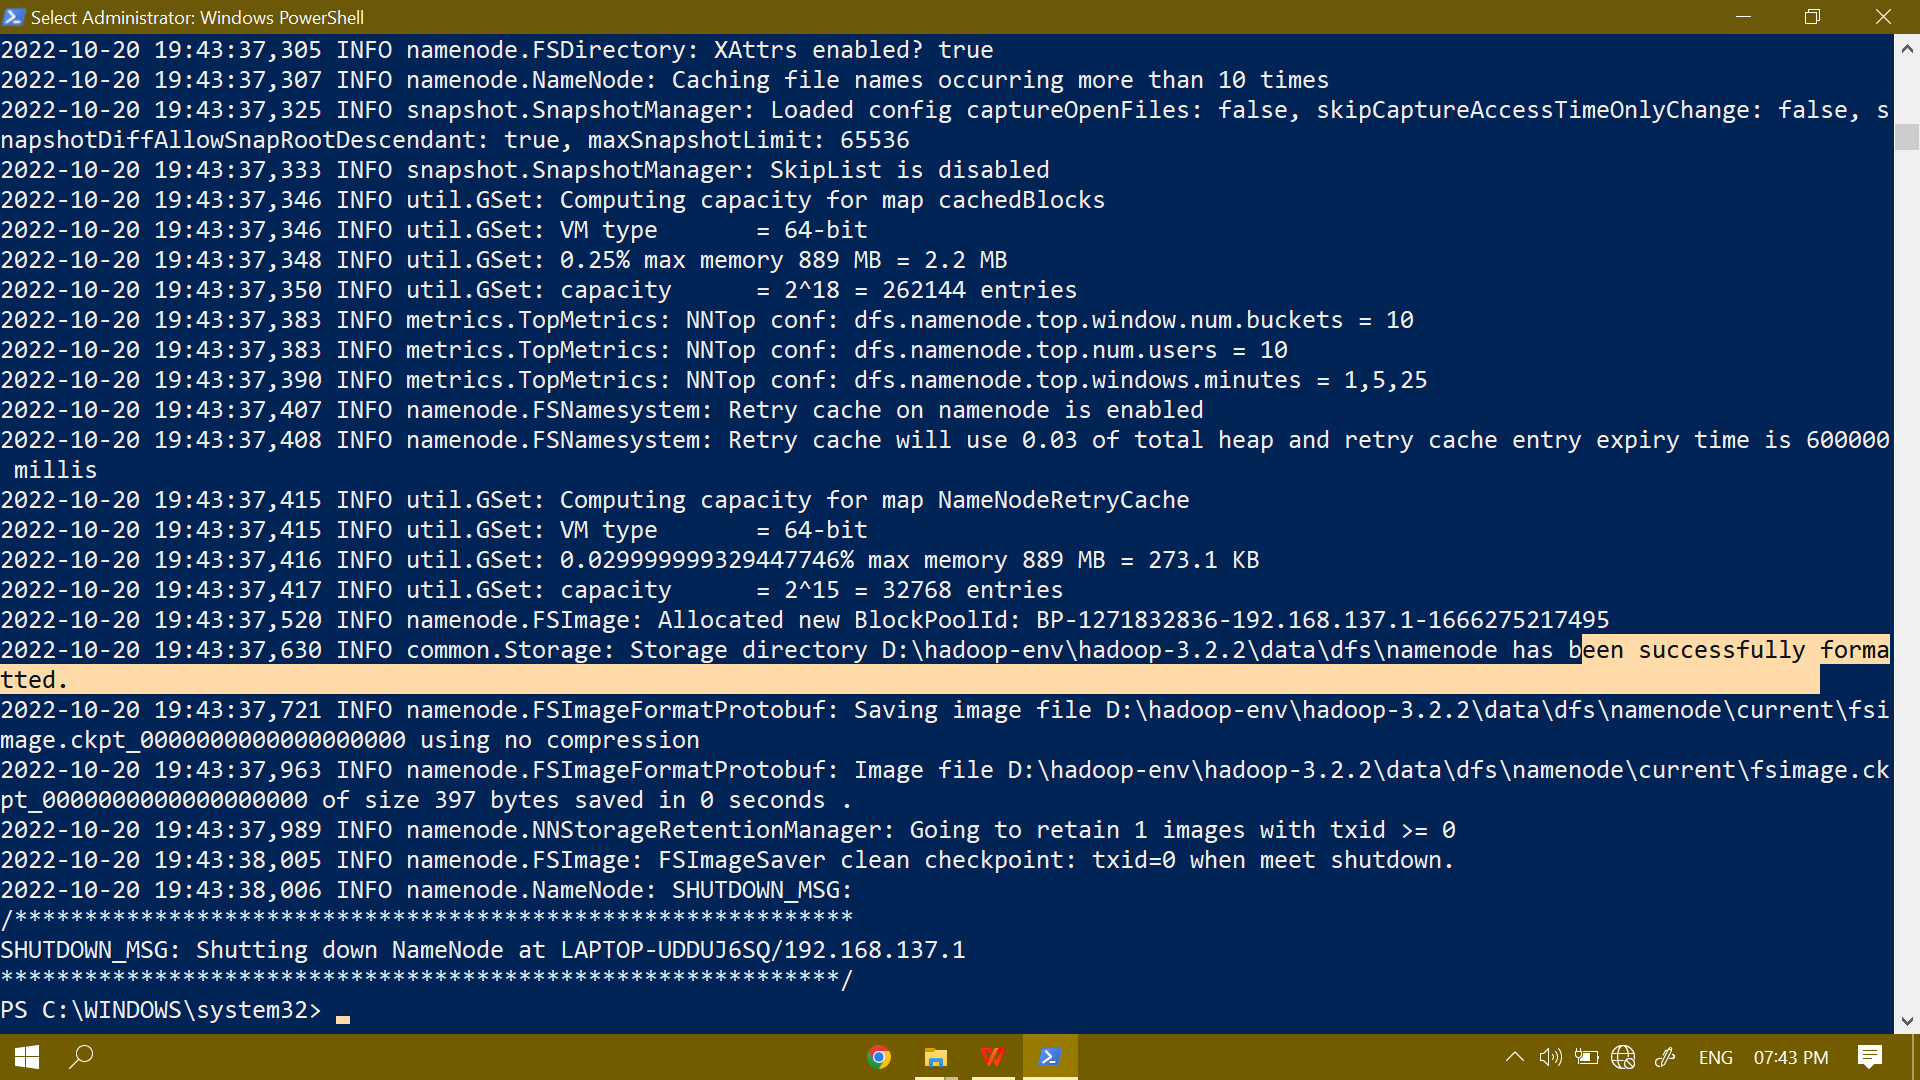 Select Administrator: Windows PowerShell
2022-10-20 19:43:37,305 INFO namenode.FSDirectory: XAttrs enabled? true
2022-10-20 19:43:37,307 INFO namenode.NameNode: Caching file names occurring more than 10 times
2022-10-20 19:43:37,325 INFO snapshot.SnapshotManager: Loaded config captureOpenFiles: false, skipCaptureAccessTimeOnlyChange: false, s
napshotDiffAllowSnapRootDescendant: true, maxSnapshotLimit: 65536
2022-10-20 19:43:37,333 INFO snapshot.SnapshotManager: SkipList is disabled
2022-10-20 19:43:37,346 INFO util.GSet: Computing capacity for map cachedBlocks
2022-10-20 19:43:37,346 INFO util.GSet: VM type       = 64-bit
2022-10-20 19:43:37,348 INFO util.GSet: 0.25% max memory 889 MB = 2.2 MB
2022-10-20 19:43:37,350 INFO util.GSet: capacity      = 2^18 = 262144 entries
2022-10-20 19:43:37,383 INFO metrics.TopMetrics: NNTop conf: dfs.namenode.top.window.num.buckets = 10
2022-10-20 19:43:37,383 INFO metrics.TopMetrics: NNTop conf: dfs.namenode.top.num.users = 10
2022-10-20 19:43:37,390 INFO metrics.TopMetrics: NNTop conf: dfs.namenode.top.windows.minutes = 1,5,25
2022-10-20 19:43:37,407 INFO namenode.FSNamesystem: Retry cache on namenode is enabled
2022-10-20 19:43:37,408 INFO namenode.FSNamesystem: Retry cache will use 0.03 of total heap and retry cache entry expiry time is 600000
 millis
2022-10-20 19:43:37,415 INFO util.GSet: Computing capacity for map NameNodeRetryCache
2022-10-20 19:43:37,415 INFO util.GSet: VM type       = 64-bit
2022-10-20 19:43:37,416 INFO util.GSet: 0.029999999329447746% max memory 889 MB = 273.1 KB
2022-10-20 19:43:37,417 INFO util.GSet: capacity      = 2^15 = 32768 entries
2022-10-20 19:43:37,520 INFO namenode.FSImage: Allocated new BlockPoolId: BP-1271832836-192.168.137.1-1666275217495
2022-10-20 19:43:37,630 INFO common.Storage: Storage directory D:\hadoop-env\hadoop-3.2.2\data\dfs\namenode has been successfully forma
tted.
2022-10-20 19:43:37,721 INFO namenode.FSImageFormatProtobuf: Saving image file D:\hadoop-env\hadoop-3.2.2\data\dfs\namenode\current\fsi
mage.ckpt_0000000000000000000 using no compression
2022-10-20 19:43:37,963 INFO namenode.FSImageFormatProtobuf: Image file D:\hadoop-env\hadoop-3.2.2\data\dfs\namenode\current\fsimage.ck
pt_0000000000000000000 of size 397 bytes saved in 0 seconds .
2022-10-20 19:43:37,989 INFO namenode.NNStorageRetentionManager: Going to retain 1 images with txid >= 0
2022-10-20 19:43:38,005 INFO namenode.FSImage: FSImageSaver clean checkpoint: txid=0 when meet shutdown.
2022-10-20 19:43:38,006 INFO namenode.NameNode: SHUTDOWN_MSG:
/************************************************************
SHUTDOWN_MSG: Shutting down NameNode at LAPTOP-UDDUJ6SQ/192.168.137.1
************************************************************/
PS C:\WINDOWS\system32>
ENG 07:43 PM